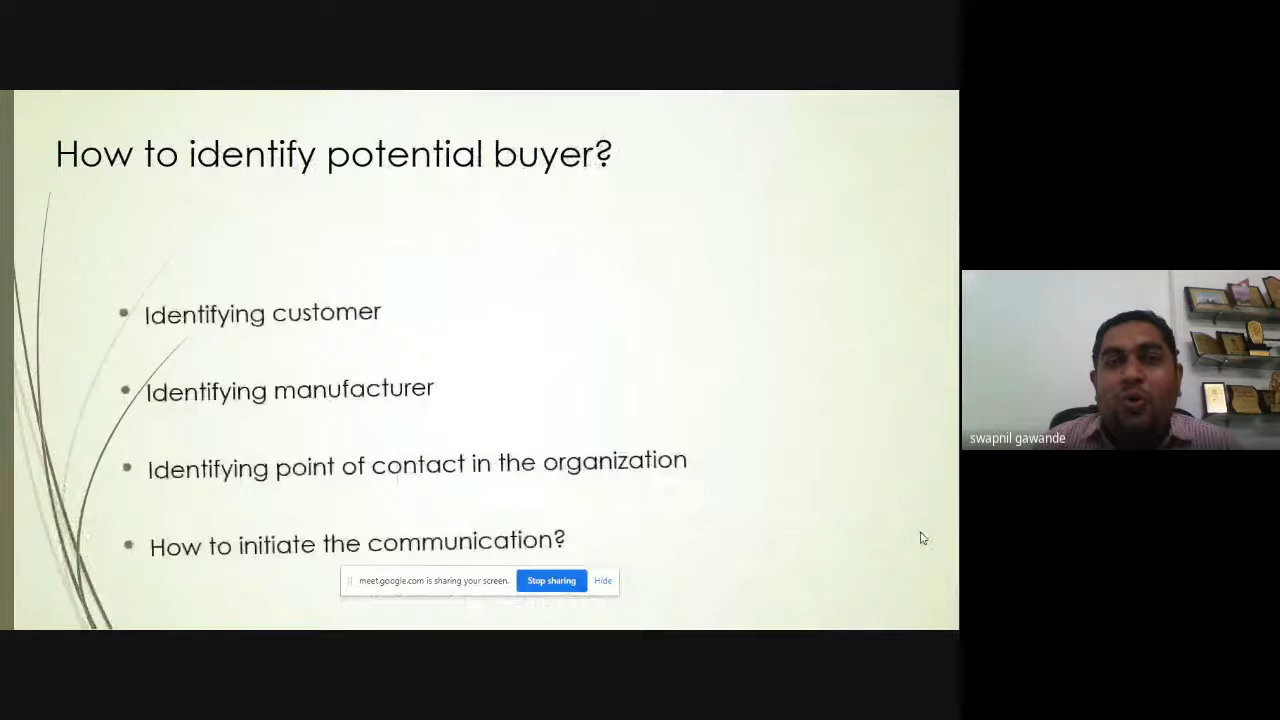 How to identify potential buyer?
Identifying customer
Identifying manufacturer
Identifying point of contact in the organization
How to initiate the communication?
meet.google.com is sharing your screen. Stop sharing Hide
swapnil gawande